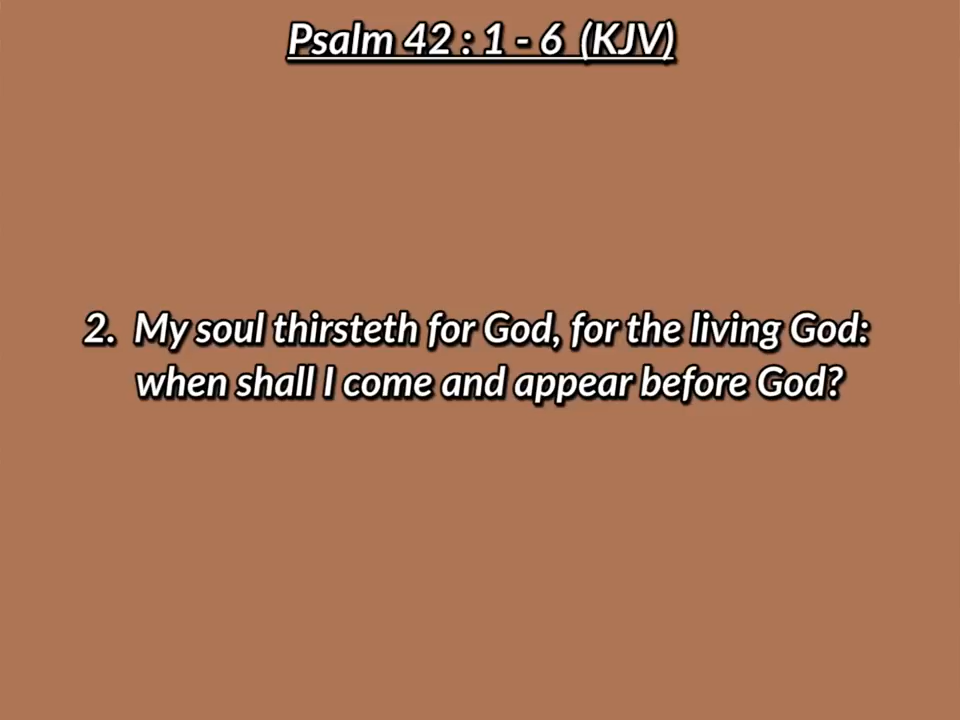 Psalm 42 : 1 - 6 (KJV)
2. My soul thirsteth for God, for the living God:
when shall I come and appear before God?